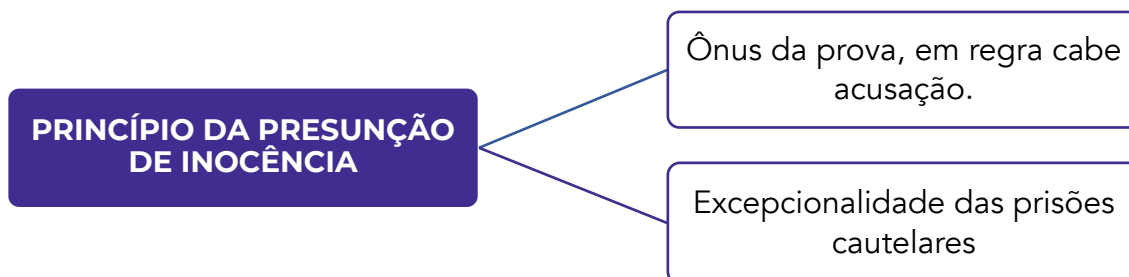 PRINCÍPIO DA PRESUNÇÃO
DE INOCÊNCIA
Ônus da prova, em regra cabe
acusação.
Excepcionalidade das prisões
cautelares